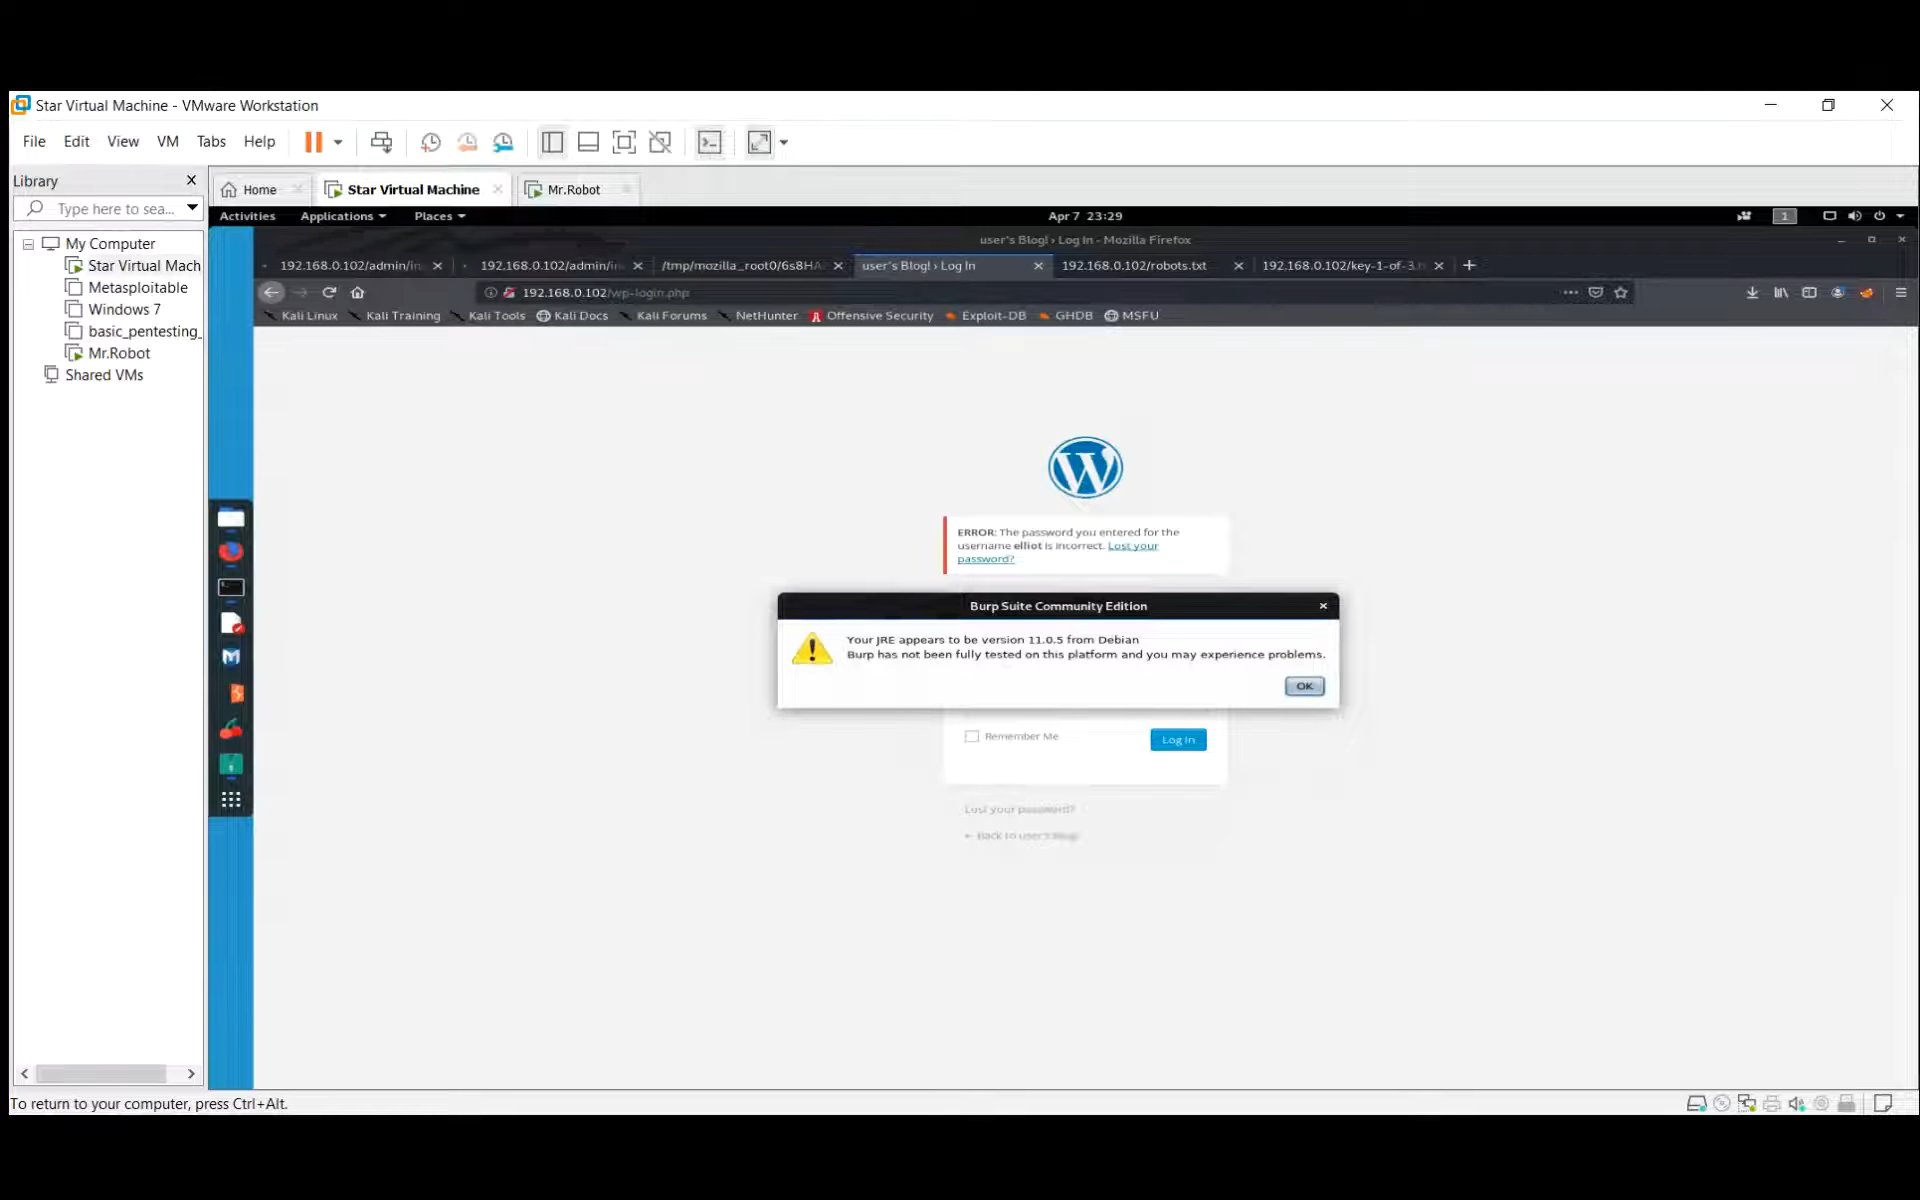 Star Virtual Machine - VMware Workstation
File Edit View VM Tabs Help
Library
Home
Star Virtual Machine
Mr.Robot
Type here to sea...
My Computer
Star Virtual Mach
Metasploitable
Windows 7
basic_pentesting_
Mr.Robot
Shared VMs
Activities Applications Places Apr 7 23:29 1
user's Blog! › Log In - Mozilla Firefox
192.168.0.102/admin/in
192.168.0.102/admin/in
/tmp/mozilla_root0/6s8HA
user's Blog! › Log In
192.168.0.102/robots.txt
192.168.0.102/key-1-of-3.
192.168.0.102/wp-login.php
Kali Linux Kali Training Kali Tools Kali Docs Kali Forums NetHunter Offensive Security Exploit-DB GHDB MSFU
ERROR: The password you entered for the
username elliot is incorrect. Lost your
password?
Burp Suite Community Edition
Your JRE appears to be version 11.0.5 from Debian
Burp has not been fully tested on this platform and you may experience problems.
OK
Remember Me
Log In
Lost your password?
← Back to user's Blog!
To return to your computer, press Ctrl+Alt.